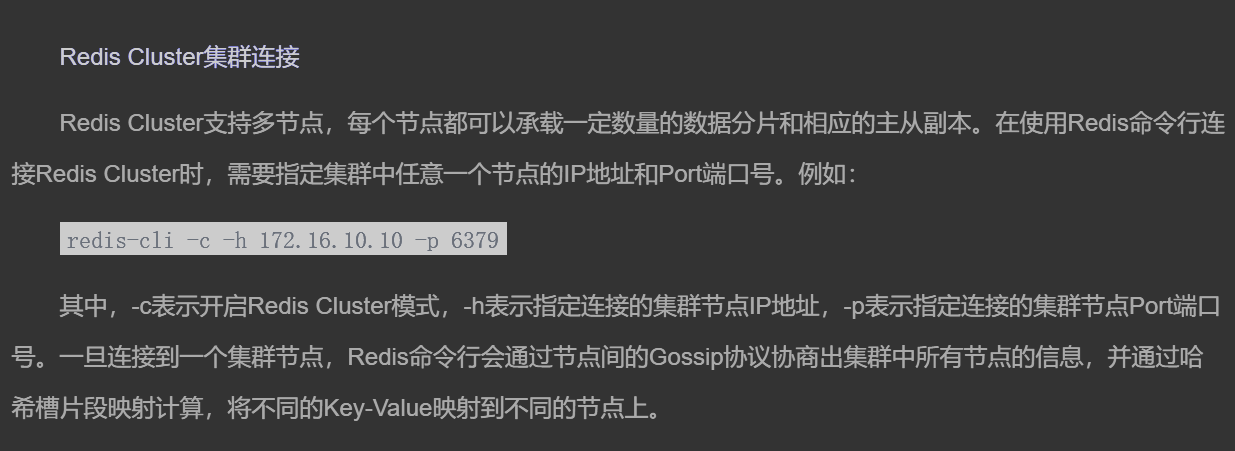 Redis Cluster集群连接
Redis Cluster支持多节点，每个节点都可以承载一定数量的数据分片和相应的主从副本。在使用Redis命令行连
接Redis Cluster时，需要指定集群中任意一个节点的IP地址和Port端口号。例如：
redis-cli -c -h 172.16.10.10 -p 6379
其中，-c表示开启Redis Cluster模式，-h表示指定连接的集群节点IP地址，-p表示指定连接的集群节点Port端口
号。一旦连接到一个集群节点，Redis命令行会通过节点间的Gossip协议协商出集群中所有节点的信息，并通过哈
希槽片段映射计算，将不同的Key-Value映射到不同的节点上。